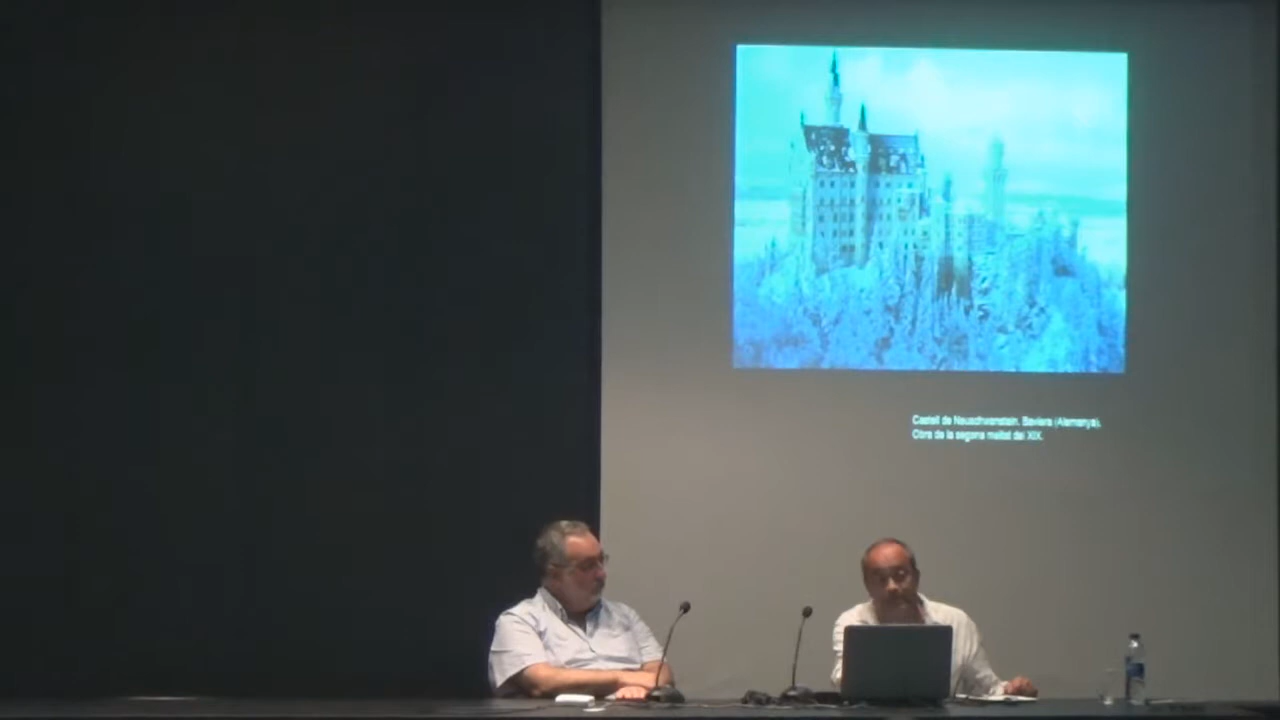 Castell de Neuschwanstein. Baviera (Alemanya).
Obra de la segona meitat del XIX.